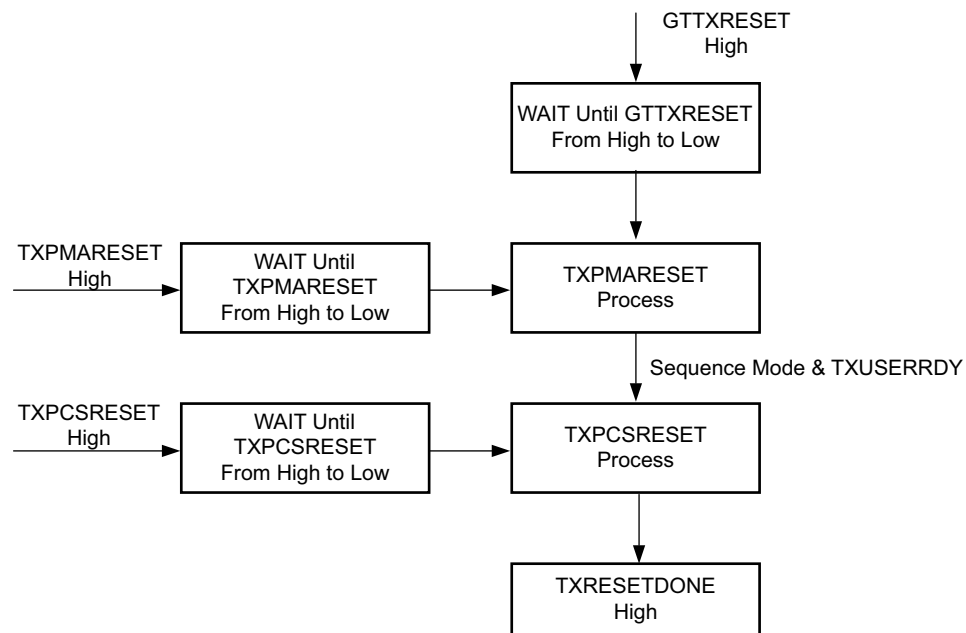 GTTXRESET
High
WAIT Until GTTXRESET
From High to Low
TXPMARESET
High
WAIT Until
TXPMARESET
From High to Low
TXPMARESET
Process
Sequence Mode & TXUSERRDY
TXPCSRESET
High
WAIT Until
TXPCSRESET
From High to Low
TXPCSRESET
Process
TXRESETDONE
High